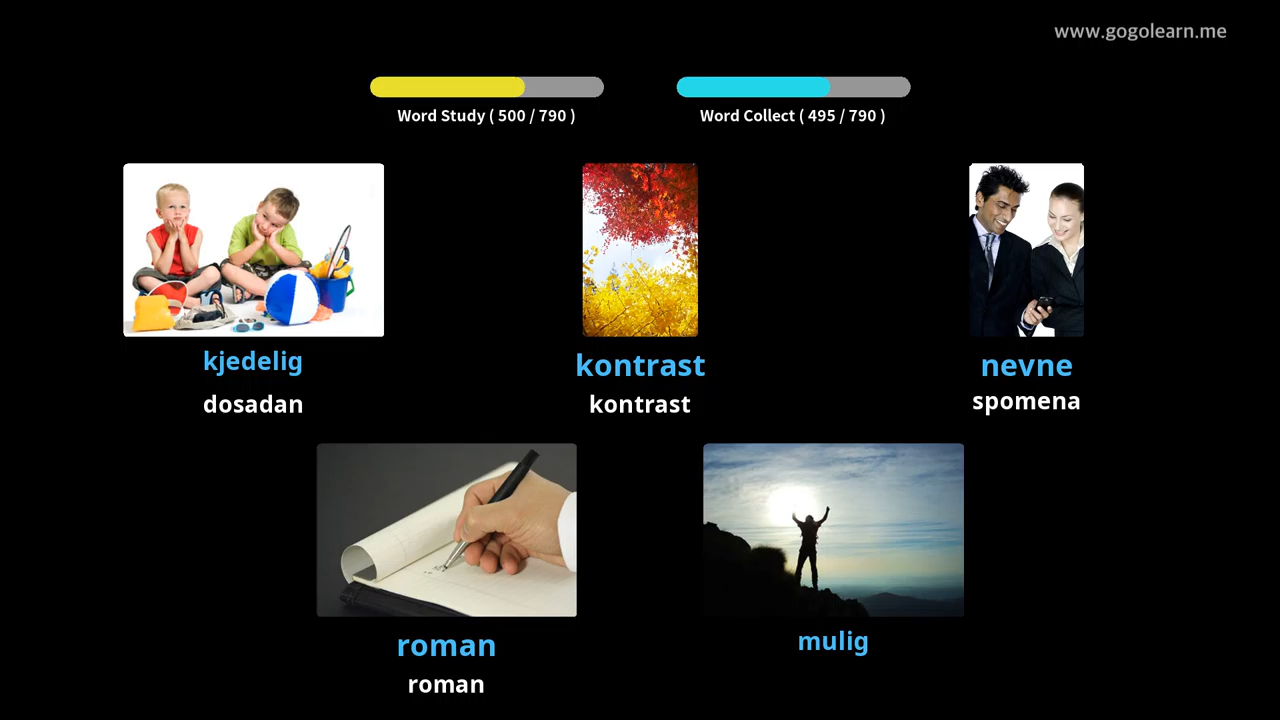 www.gogolearn.me
Word Study ( 500 / 790 )
Word Collect ( 495 / 790 )
kjedelig
dosadan
kontrast
kontrast
nevne
spomena
roman
roman
mulig